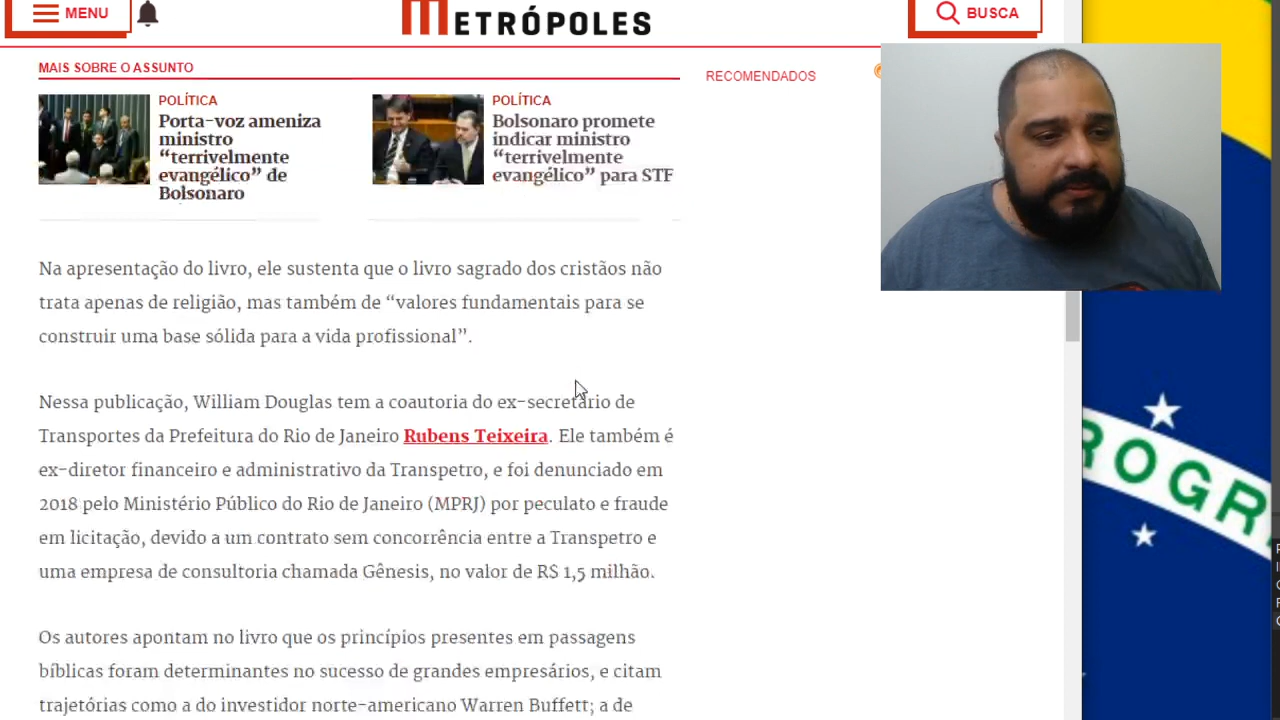 MENU
METRÓPOLES
BUSCA
MAIS SOBRE O ASSUNTO
RECOMENDADOS
POLÍTICA
Porta-voz ameniza
ministro
“terrivelmente
evangélico” de
Bolsonaro
POLÍTICA
Bolsonaro promete
indicar ministro
“terrivelmente
evangélico” para STF
Na apresentação do livro, ele sustenta que o livro sagrado dos cristãos não
trata apenas de religião, mas também de “valores fundamentais para se
construir uma base sólida para a vida profissional”.
Nessa publicação, William Douglas tem a coautoria do ex-secretário de
Transportes da Prefeitura do Rio de Janeiro Rubens Teixeira. Ele também é
ex-diretor financeiro e administrativo da Transpetro, e foi denunciado em
2018 pelo Ministério Público do Rio de Janeiro (MPRJ) por peculato e fraude
em licitação, devido a um contrato sem concorrência entre a Transpetro e
uma empresa de consultoria chamada Gênesis, no valor de R$ 1,5 milhão.
Os autores apontam no livro que os princípios presentes em passagens
bíblicas foram determinantes no sucesso de grandes empresários, e citam
trajetórias como a do investidor norte-americano Warren Buffett; a de
ROGR